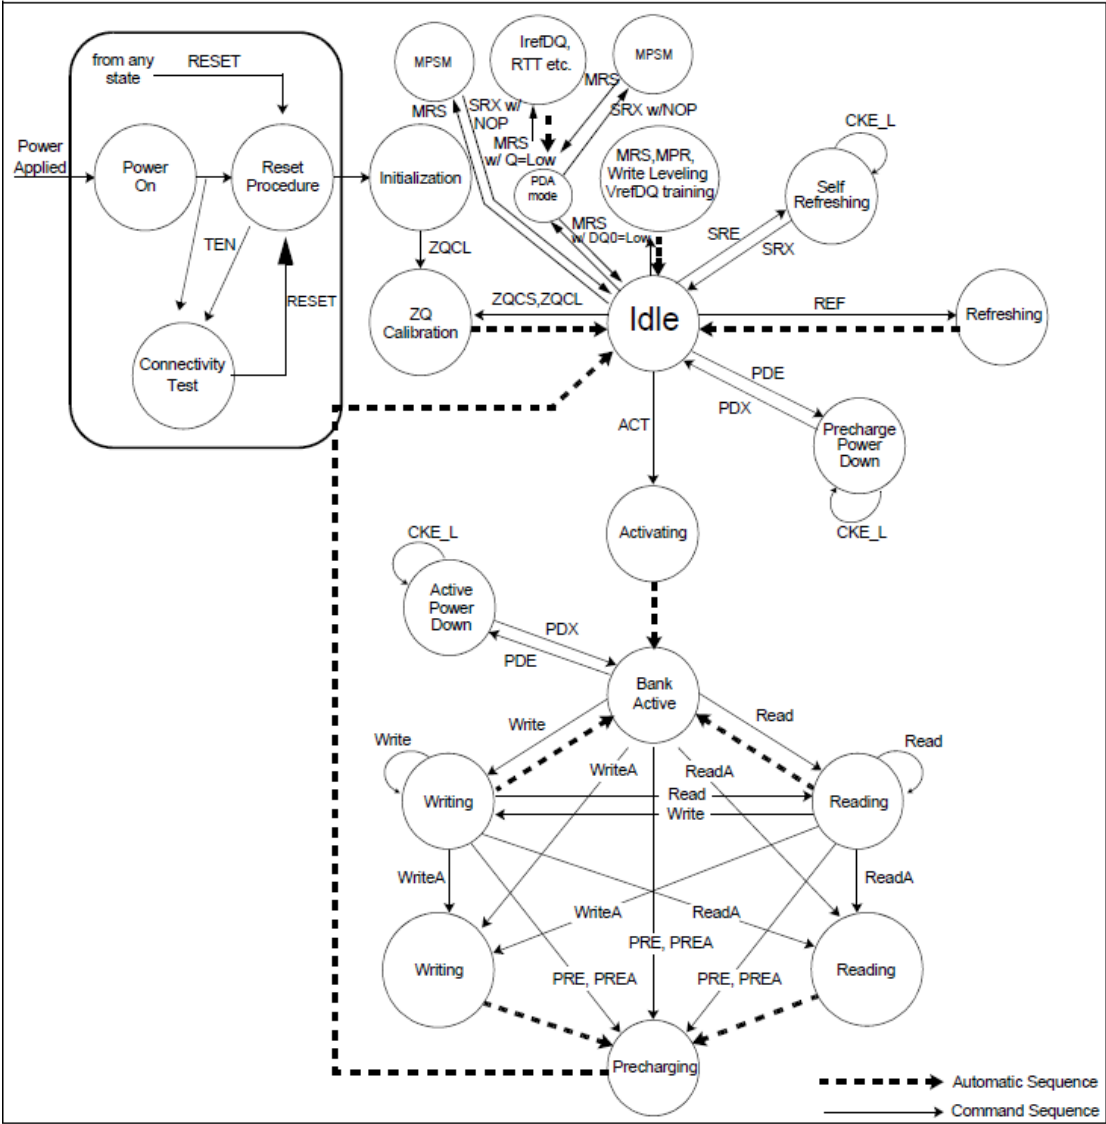 from any
state
RESET
Power
Applied
Power
On
Reset
Procedure
TEN
RESET
Connectivity
Test
Initialization
ZQCL
ZQ
Calibration
MPSM
MRS
SRX w/
NOP
IrefDQ,
RTT etc.
MRS
w/ Q=Low
PDA
mode
MRS
MPSM
SRX w/NOP
MRS
w/ DQ0=Low
MRS,MPR,
Write Leveling
VrefDQ training
CKE_L
Self
Refreshing
SRE
SRX
ZQCS,ZQCL
Idle
REF
Refreshing
PDE
PDX
Precharge
Power
Down
CKE_L
ACT
Activating
CKE_L
Active
Power
Down
PDX
PDE
Bank
Active
Write
Read
Write
Read
WriteA
ReadA
Writing
Read
Write
Reading
WriteA
ReadA
WriteA
ReadA
PRE, PREA
Writing
Reading
PRE, PREA
PRE, PREA
Precharging
Automatic Sequence
Command Sequence